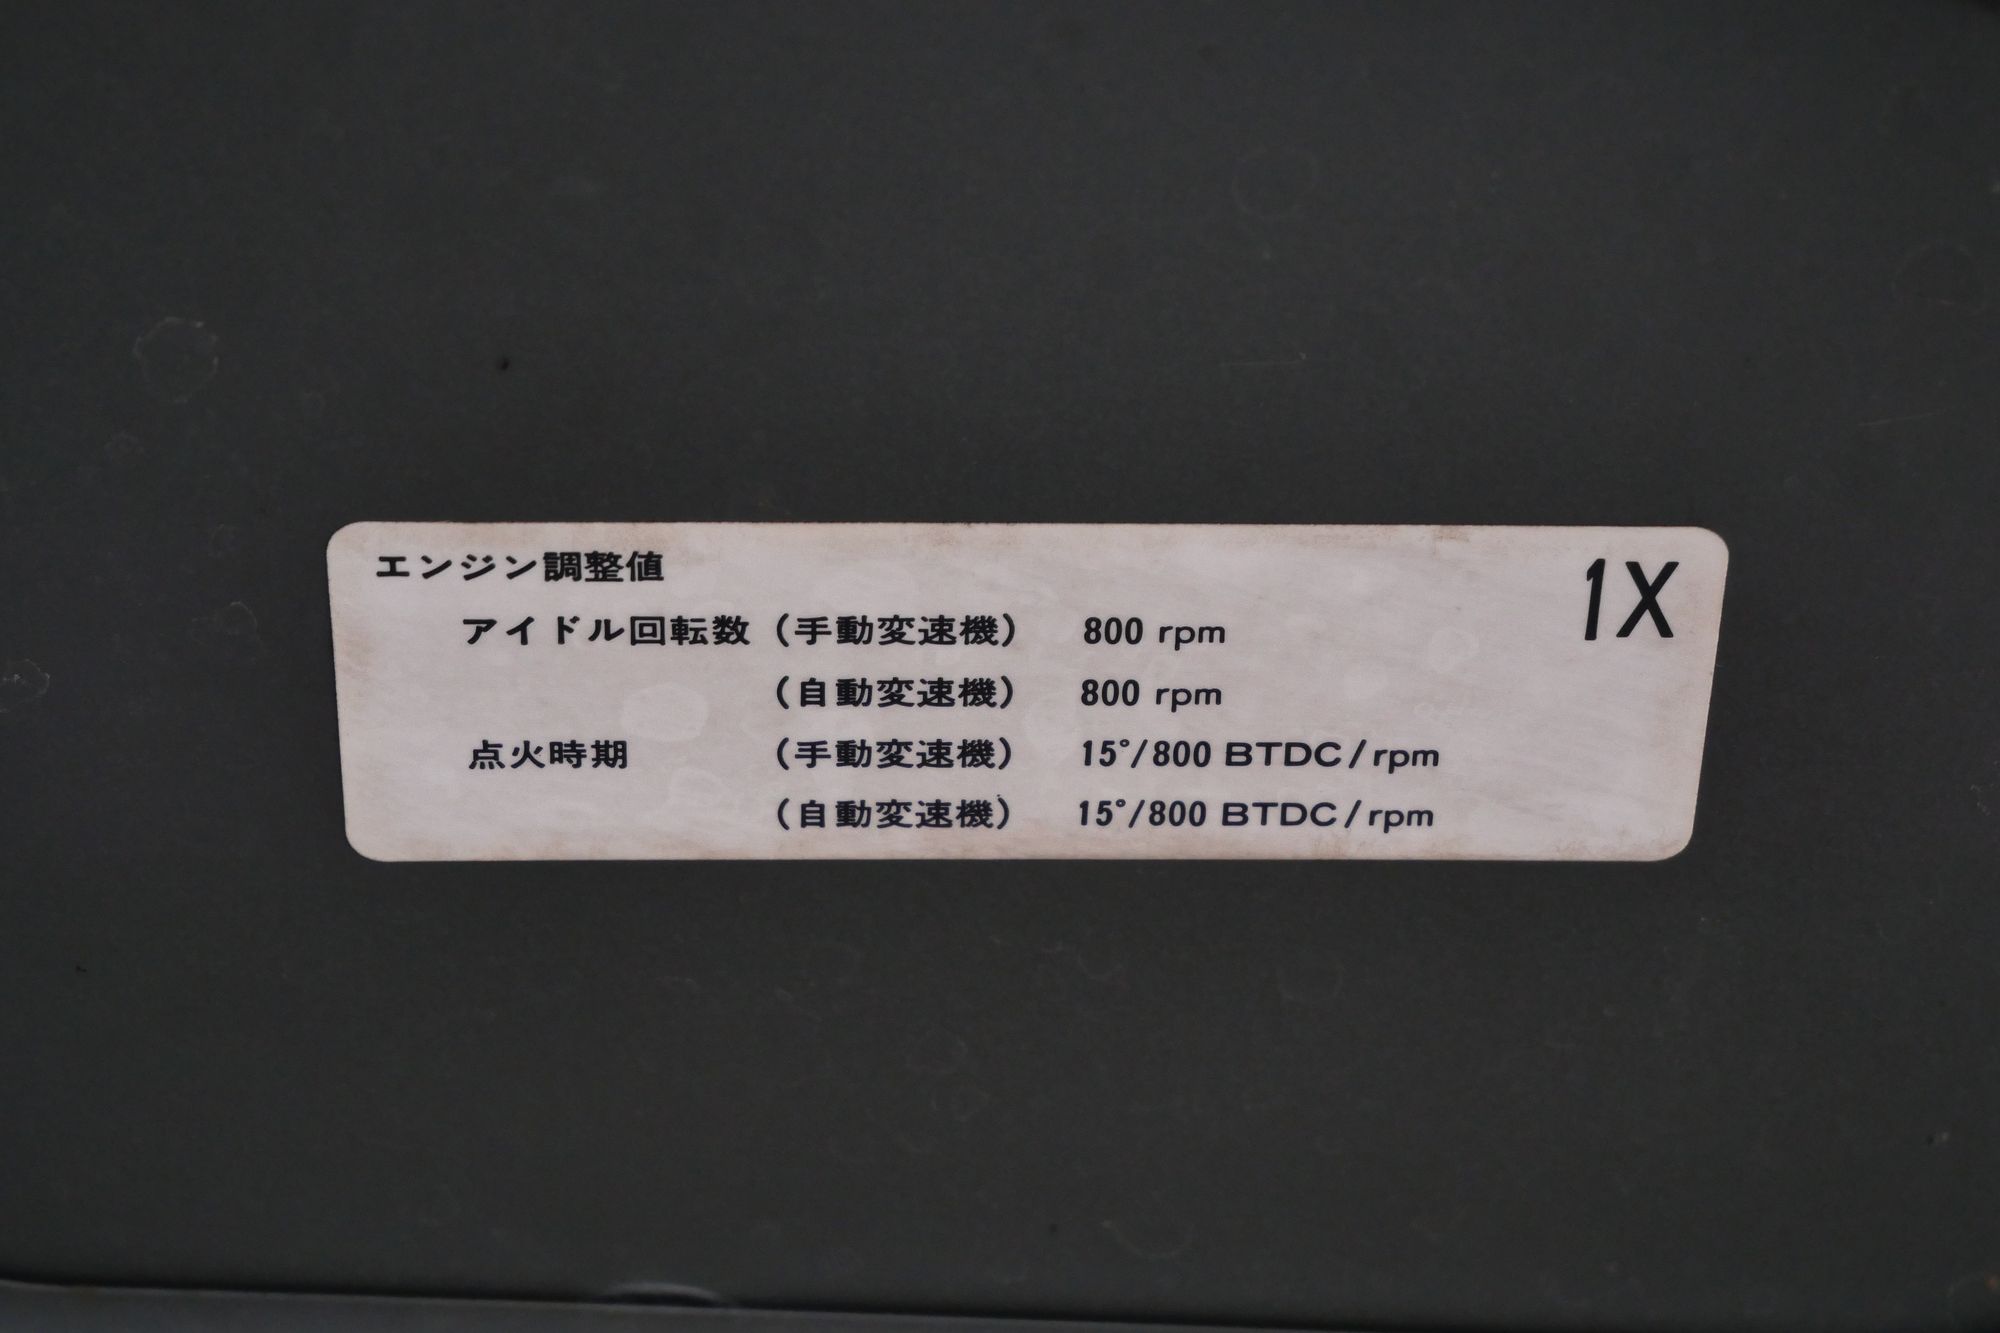 エンジン調整値
1X
アイドル回転数（手動変速機） 800 rpm
（自動変速機） 800 rpm
点火時期 （手動変速機） 15°/800 BTDC/rpm
（自動変速機） 15°/800 BTDC/rpm